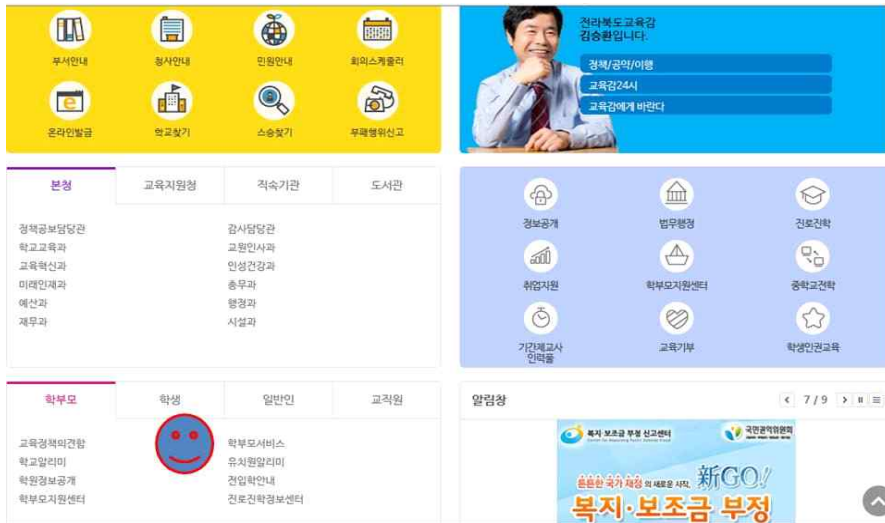 부서안내
청사안내
민원안내
회의스케줄러
온라인발급
학교찾기
스승찾기
부패행위신고
전라북도교육감
김승환입니다.
정책/공약/이행
교육감24시
교육감에게 바란다
본청
교육지원청
직속기관
도서관
정책공보담당관
감사담당관
학교교육과
교원인사과
교육혁신과
인성건강과
미래인재과
총무과
예산과
행정과
재무과
시설과
정보공개
법무행정
진로진학
취업지원
학부모지원센터
중학교전학
기간제교사
인력풀
교육기부
학생인권교육
학부모
학생
일반인
교직원
교육정책의견함
학부모서비스
학교알리미
유치원알리미
학원정보공개
전입학안내
학부모지원센터
진로진학정보센터
알림창
7 / 9
복지·보조금 부정 신고센터
국민권익위원회
튼튼한 국가 재정 의 새로운 시작,
新GO!
복지·보조금 부정